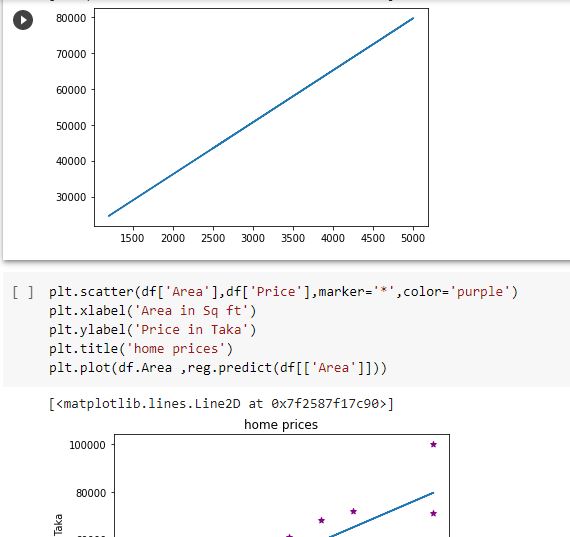 80000
70000
60000
50000
40000
30000
1500 2000 2500 3000 3500 4000 4500 5000
[ ] plt.scatter(df['Area'],df['Price'],marker='*',color='purple')
plt.xlabel('Area in Sq ft')
plt.ylabel('Price in Taka')
plt.title('home prices')
plt.plot(df.Area ,reg.predict(df[['Area']]))
[<matplotlib.lines.Line2D at 0x7f2587f17c90>]
home prices
100000
80000
Taka